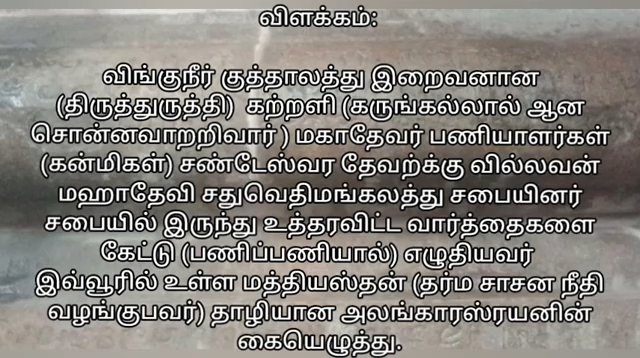 விளக்கம்:
விங்குநீர் குத்தாலத்து இறைவனான
(திருத்துருத்தி) கற்றளி (கருங்கல்லால் ஆன
சொன்னவாறறிவார் ) மகாதேவர் பணியாளர்கள்
(கன்மிகள்) சண்டேஸ்வர தேவற்க்கு வில்லவன்
மஹாதேவி சதுவெதிமங்கலத்து சபையினர்
சபையில் இருந்து உத்தரவிட்ட வார்த்தைகளை
கேட்டு (பணிப்பணியால்) எழுதியவர்
இவ்வூரில் உள்ள மத்தியஸ்தன் (தர்ம சாசன நீதி
வழங்குபவர்) தாழியான அலங்காரஸ்ரயனின்
கையெழுத்து.